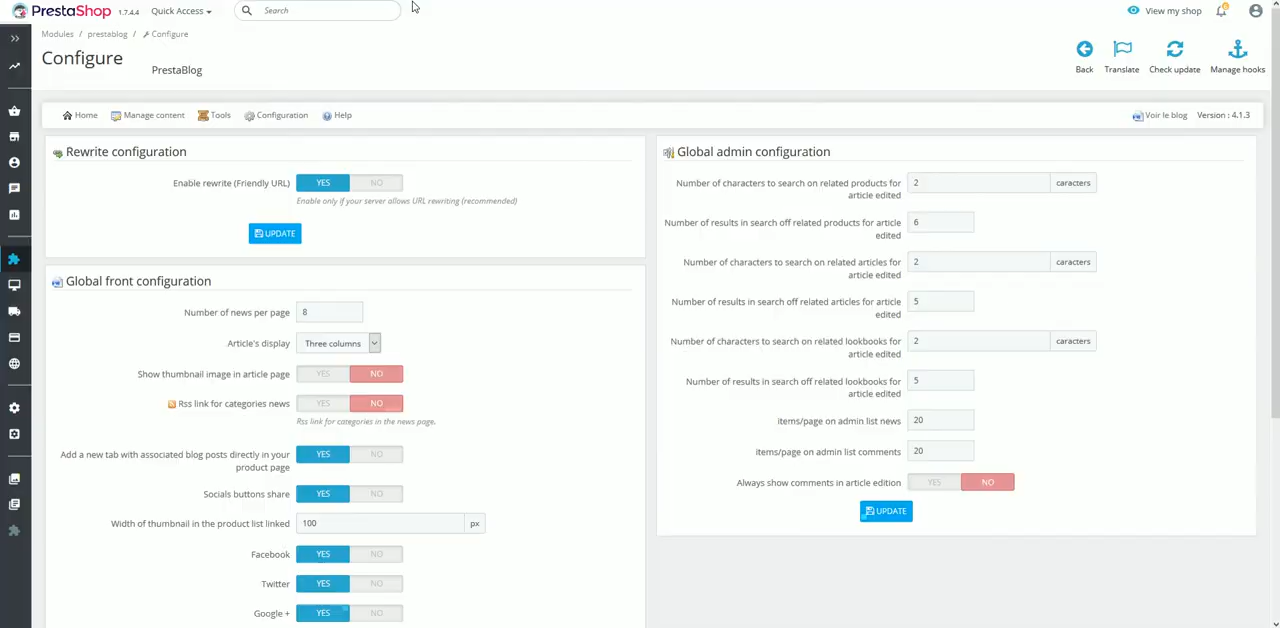 PrestaShop 1.7.4.4 Quick Access Search View my shop
Modules / prestablog / Configure
Configure
PrestaBlog
Back Translate Check update Manage hooks
Home Manage content Tools Configuration Help Voir le blog Version : 4.1.3
Rewrite configuration
Enable rewrite (Friendly URL) YES NO
Enable only if your server allows URL rewriting (recommended)
UPDATE
Global front configuration
Number of news per page 8
Article's display Three columns
Show thumbnail image in article page YES NO
Rss link for categories news YES NO
Rss link for categories in the news page.
Add a new tab with associated blog posts directly in your
product page YES NO
Socials buttons share YES NO
Width of thumbnail in the product list linked 100 px
Facebook YES NO
Twitter YES NO
Google + YES NO
Global admin configuration
Number of characters to search on related products for
article edited 2 caracters
Number of results in search off related products for article
edited 6
Number of characters to search on related articles for
article edited 2 caracters
Number of results in search off related articles for article
edited 5
Number of characters to search on related lookbooks for
article edited 2 caracters
Number of results in search off related lookbooks for
article edited 5
items/page on admin list news 20
items/page on admin list comments 20
Always show comments in article edition YES NO
UPDATE